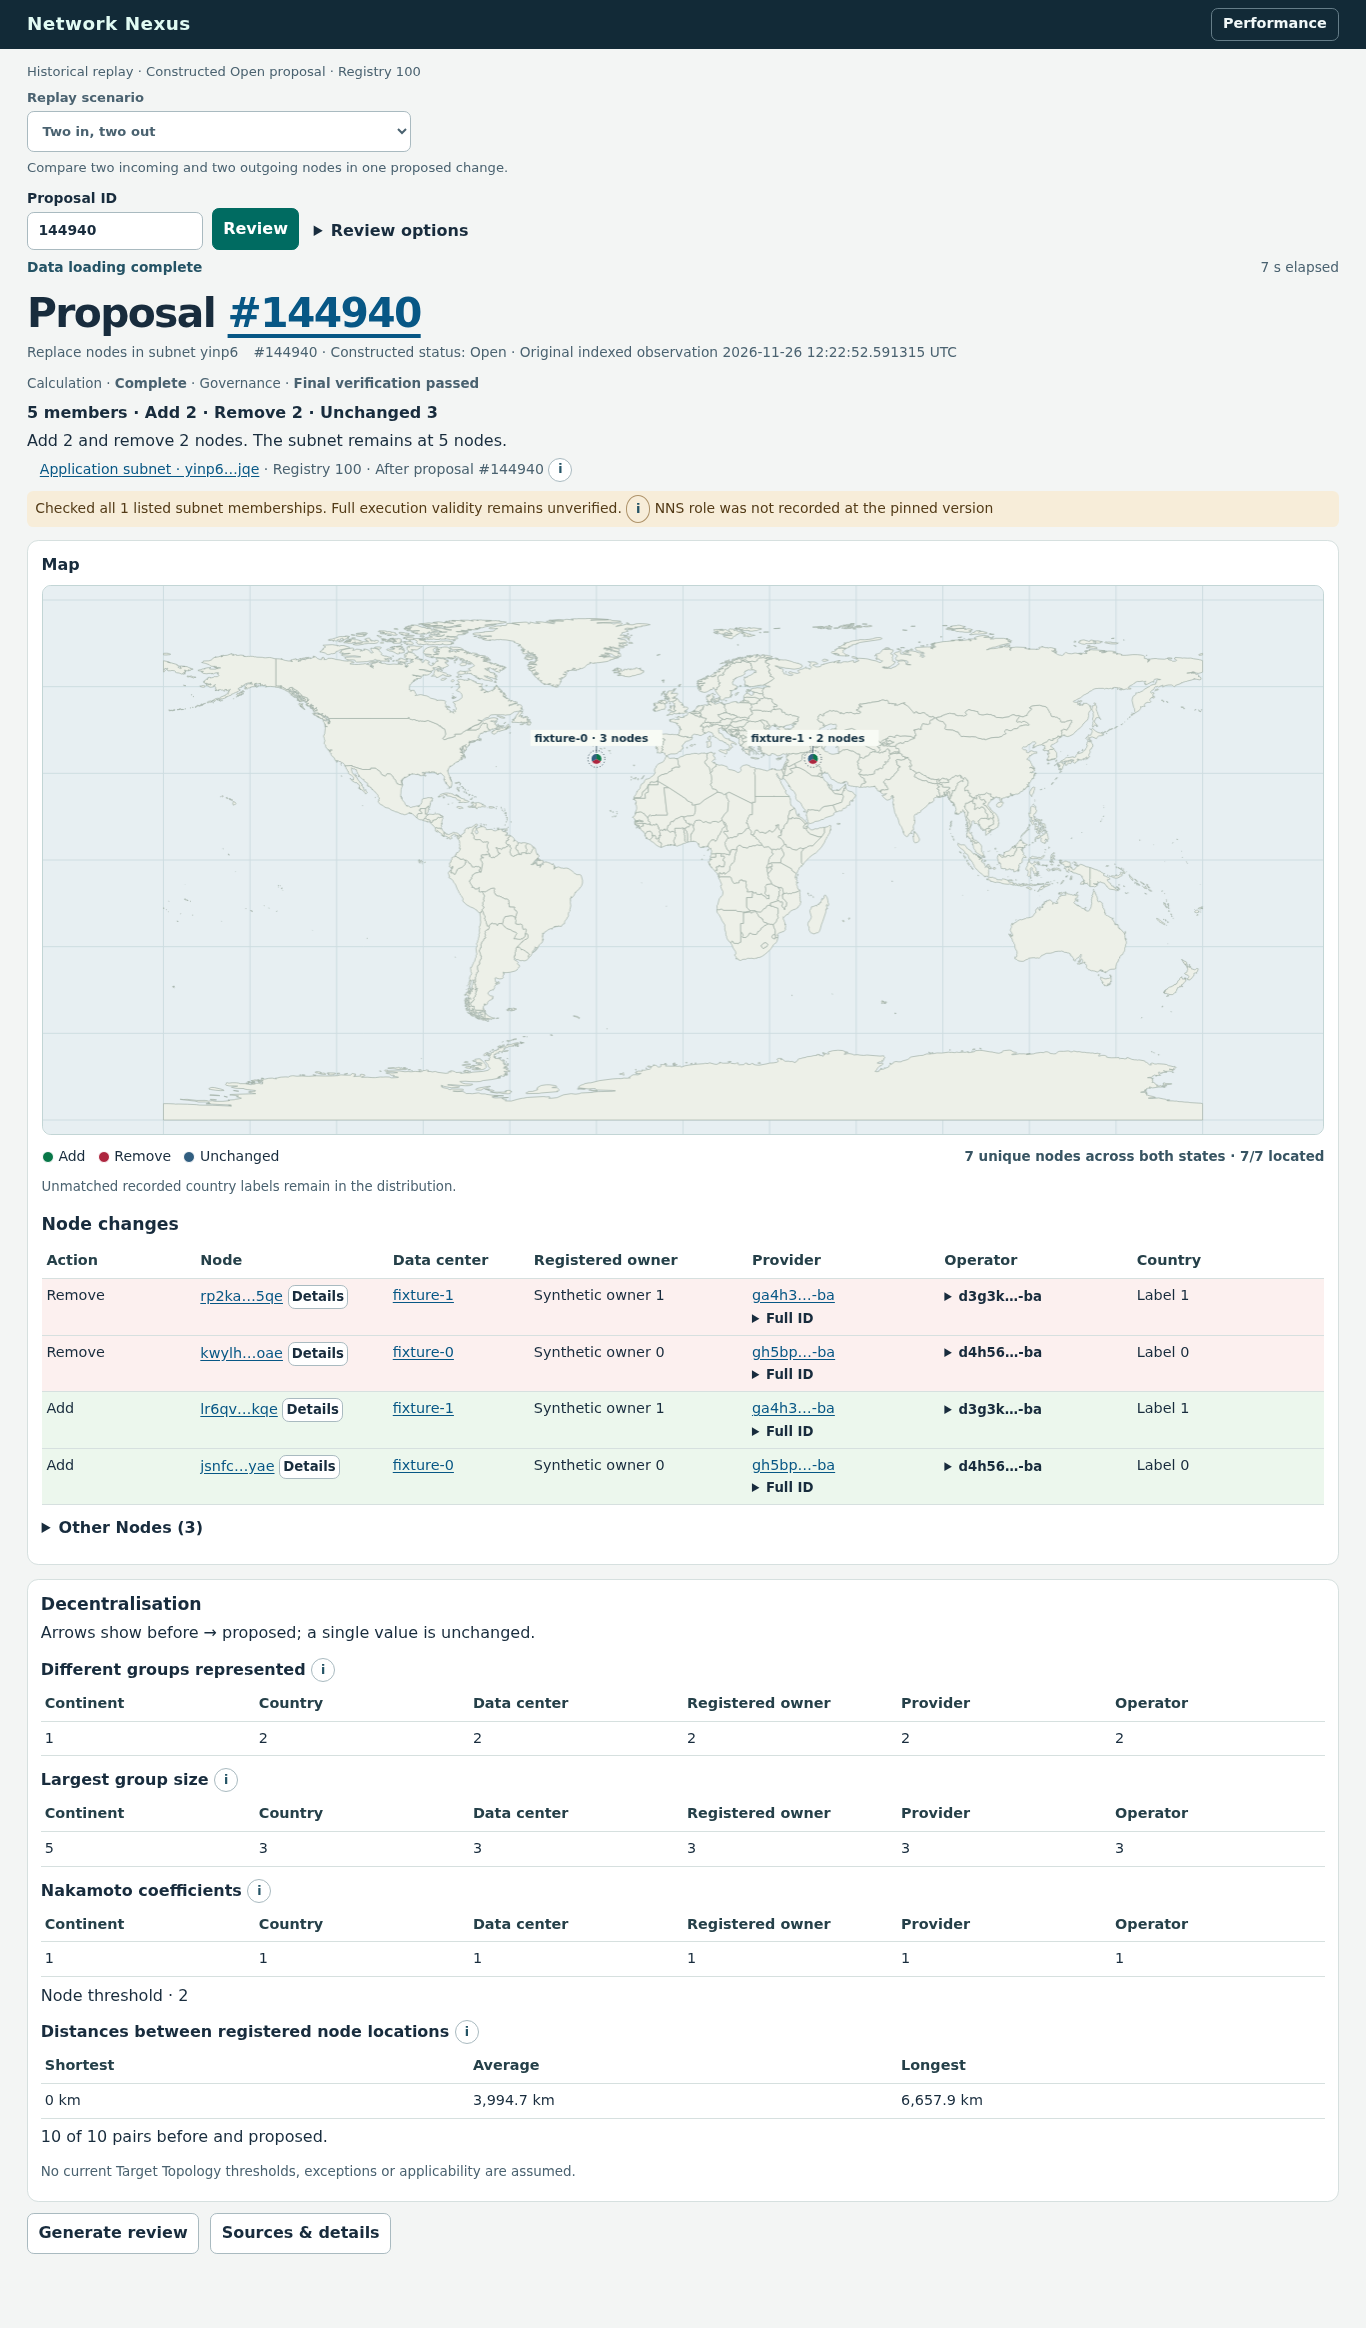 Network Nexus
Performance
Historical replay · Constructed Open proposal · Registry 100
Replay scenario
Two in, two out
Compare two incoming and two outgoing nodes in one proposed change.
Proposal ID
144940 Review ▶ Review options
Data loading complete 7 s elapsed
Proposal #144940
Replace nodes in subnet yinp6 #144940 · Constructed status: Open · Original indexed observation 2026-11-26 12:22:52.591315 UTC
Calculation · Complete · Governance · Final verification passed
5 members · Add 2 · Remove 2 · Unchanged 3
Add 2 and remove 2 nodes. The subnet remains at 5 nodes.
Application subnet · yinp6…jqe · Registry 100 · After proposal #144940 i
Checked all 1 listed subnet memberships. Full execution validity remains unverified. i NNS role was not recorded at the pinned version
Map
fixture-0 · 3 nodes fixture-1 · 2 nodes
Add Remove Unchanged 7 unique nodes across both states · 7/7 located
Unmatched recorded country labels remain in the distribution.
Node changes
Action Node Data center Registered owner Provider Operator Country
Remove rp2ka…5qe Details fixture-1 Synthetic owner 1 ga4h3…-ba ▶ d3g3k…-ba Label 1
▶ Full ID
Remove kwylh…oae Details fixture-0 Synthetic owner 0 gh5bp…-ba ▶ d4h56…-ba Label 0
▶ Full ID
Add lr6qv…kqe Details fixture-1 Synthetic owner 1 ga4h3…-ba ▶ d3g3k…-ba Label 1
▶ Full ID
Add jsnfc…yae Details fixture-0 Synthetic owner 0 gh5bp…-ba ▶ d4h56…-ba Label 0
▶ Full ID
▶ Other Nodes (3)
Decentralisation
Arrows show before → proposed; a single value is unchanged.
Different groups represented i
Continent Country Data center Registered owner Provider Operator
1 2 2 2 2 2
Largest group size i
Continent Country Data center Registered owner Provider Operator
5 3 3 3 3 3
Nakamoto coefficients i
Continent Country Data center Registered owner Provider Operator
1 1 1 1 1 1
Node threshold · 2
Distances between registered node locations i
Shortest Average Longest
0 km 3,994.7 km 6,657.9 km
10 of 10 pairs before and proposed.
No current Target Topology thresholds, exceptions or applicability are assumed.
Generate review Sources & details